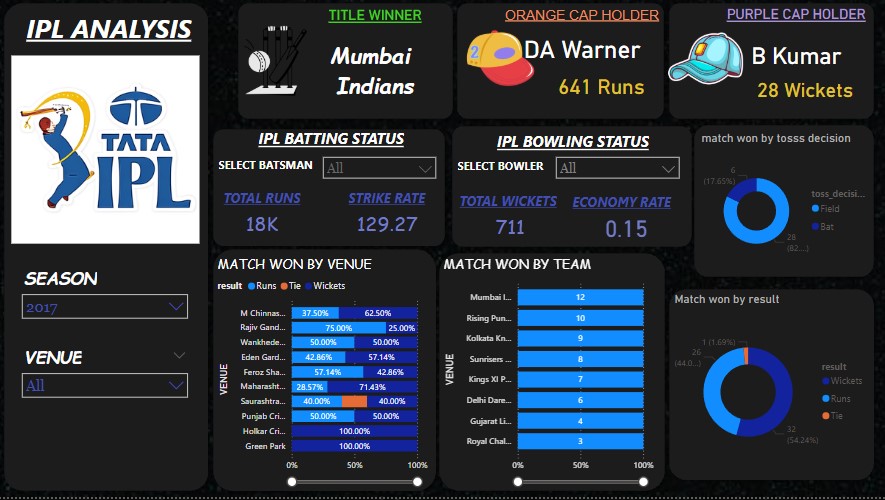 IPL ANALYSIS
TATA
IPL
SEASON
2017
VENUE
All
TITLE WINNER
Mumbai
Indians
ORANGE CAP HOLDER
2
DA Warner
641 Runs
PURPLE CAP HOLDER
B Kumar
28 Wickets
IPL BATTING STATUS
SELECT BATSMAN All
TOTAL RUNS STRIKE RATE
18K 129.27
IPL BOWLING STATUS
SELECT BOWLER All
TOTAL WICKETS ECONOMY RATE
711 0.15
match won by tosss decision
6
(17.65%)
toss_decisi...
Field
Bat
28
(82....)
MATCH WON BY VENUE
result Runs Tie Wickets
VENUE
M Chinnas... 37.50% 62.50%
Rajiv Gand... 75.00% 25.00%
Wankhede... 50.00% 50.00%
Eden Gard... 42.86% 57.14%
Feroz Sha... 57.14% 42.86%
Maharasht... 28.57% 71.43%
Saurashtra... 40.00% 40.00%
Punjab Cri... 50.00% 50.00%
Holkar Cri... 100.00%
Green Park 100.00%
0% 50% 100%
MATCH WON BY TEAM
VENUE
Mumbai I... 12
Rising Pun... 10
Kolkata Kn... 9
Sunrisers ... 8
Kings XI P... 7
Delhi Dare... 6
Gujarat Li... 4
Royal Chal... 3
0% 50% 100%
Match won by result
1 (1.69%)
26
(44.0...)
result
Wickets
Runs
Tie
32
(54.24%)